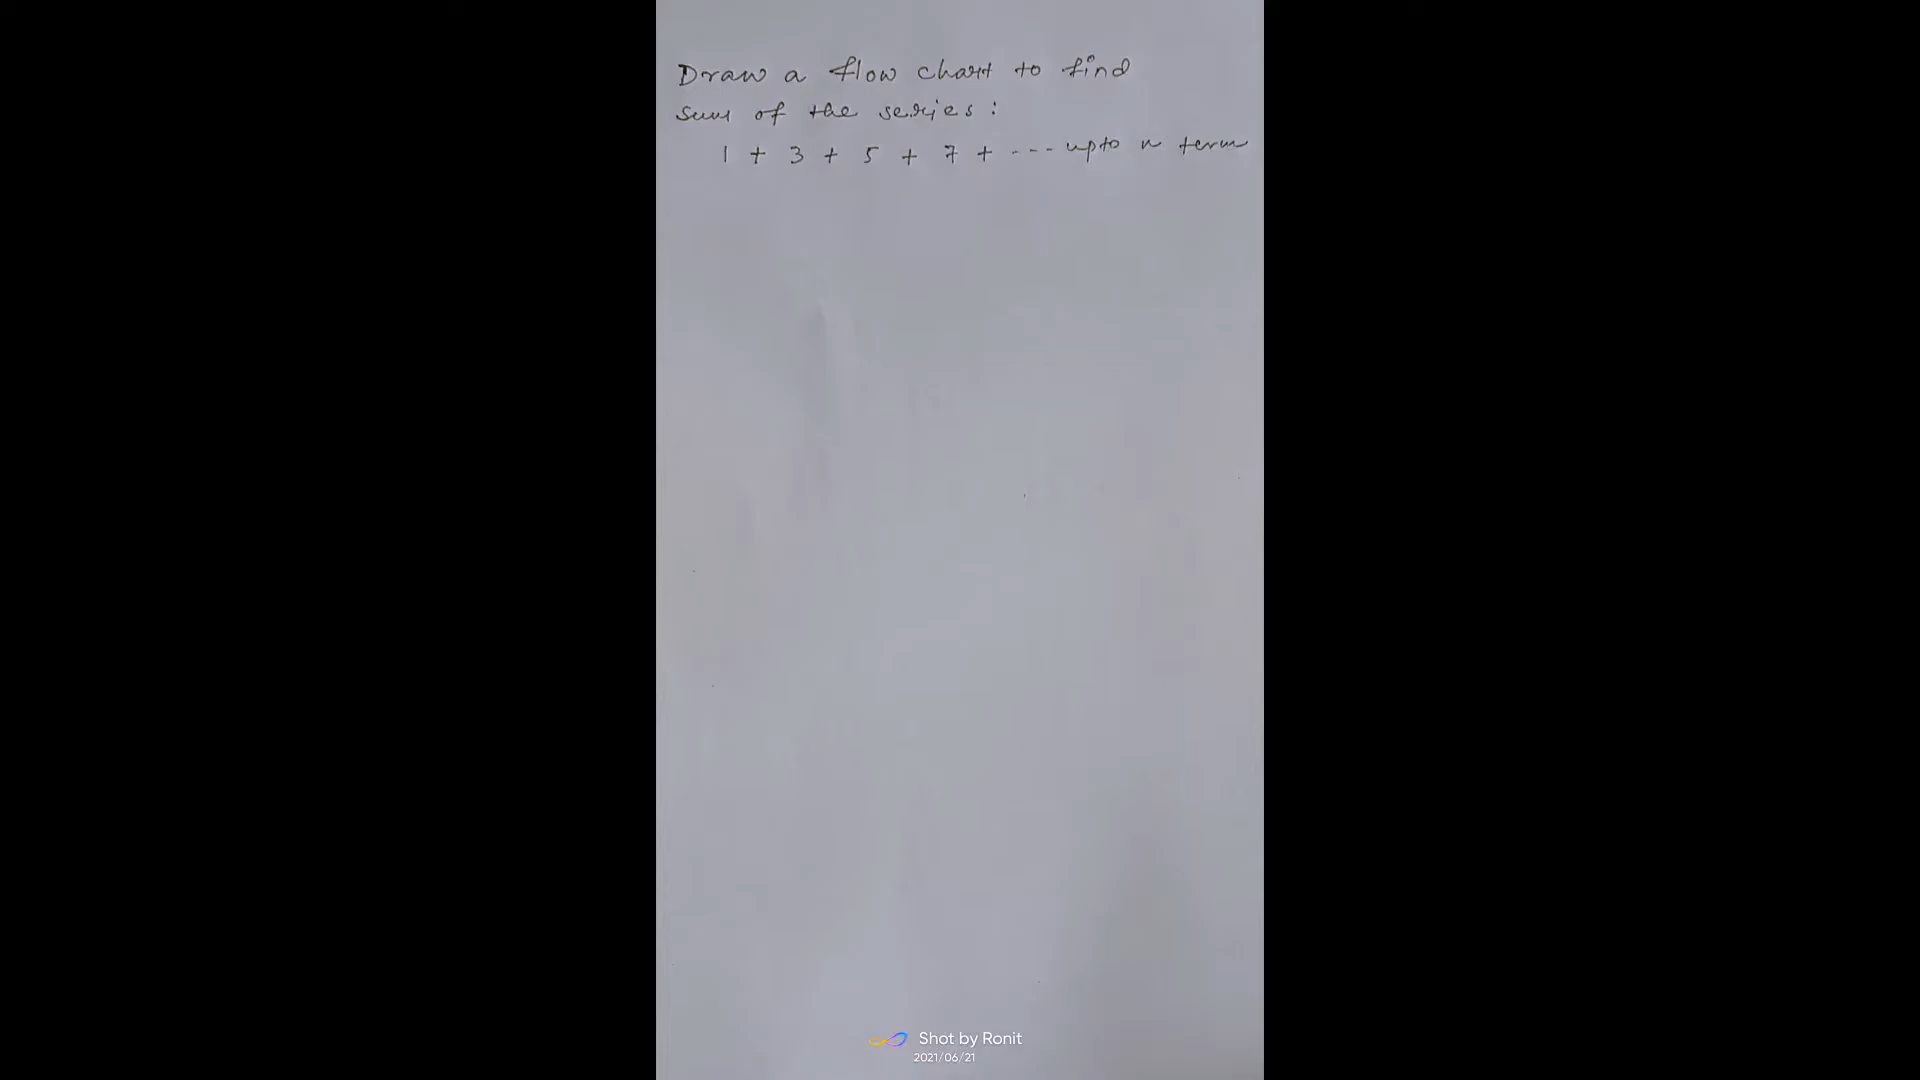 Draw a flow chart to find
sum of the series:
1 + 3 + 5 + 7 + --- upto n term
Shot by Ronit
2021/06/21